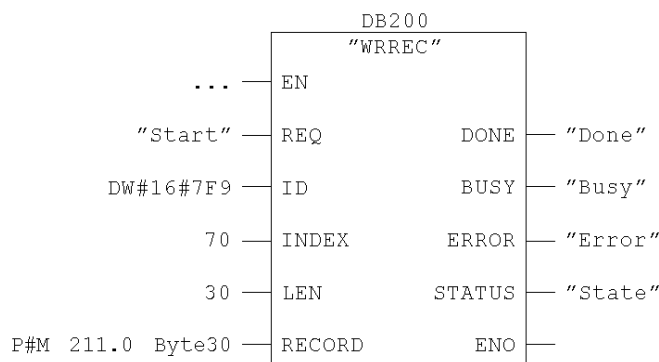 DB200
"WRREC"
... EN
"Start" REQ DONE "Done"
DW#16#7F9 ID BUSY "Busy"
70 INDEX ERROR "Error"
30 LEN STATUS "State"
P#M 211.0 Byte30 RECORD ENO